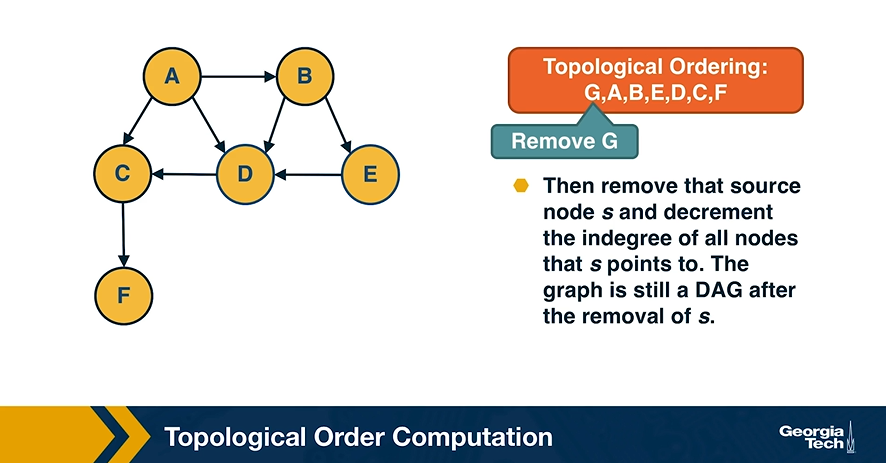 A
B
C
D
E
F
Topological Ordering:
G,A,B,E,D,C,F
Remove G
Then remove that source
node s and decrement
the indegree of all nodes
that s points to. The
graph is still a DAG after
the removal of s.
Topological Order Computation
Georgia
Tech